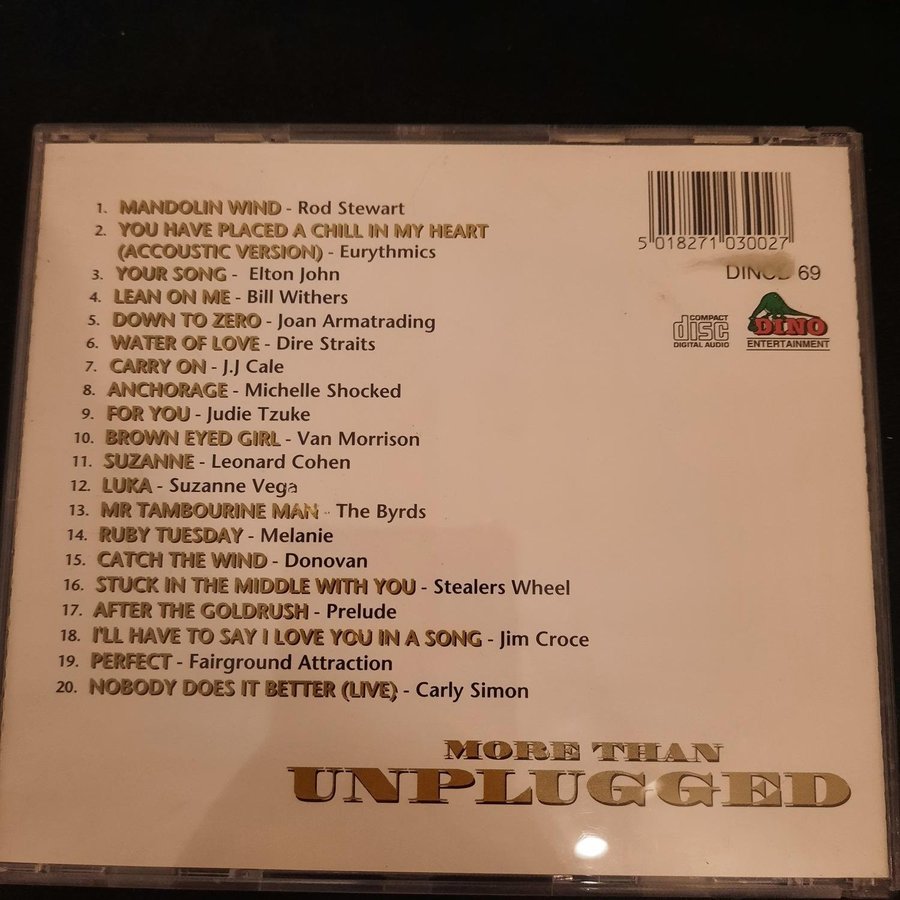 1. MANDOLIN WIND - Rod Stewart
2. YOU HAVE PLACED A CHILL IN MY HEART
(ACCOUSTIC VERSION) - Eurythmics
3. YOUR SONG - Elton John
4. LEAN ON ME - Bill Withers
5. DOWN TO ZERO - Joan Armatrading
6. WATER OF LOVE - Dire Straits
7. CARRY ON - J.J Cale
8. ANCHORAGE - Michelle Shocked
9. FOR YOU - Judie Tzuke
10. BROWN EYED GIRL - Van Morrison
11. SUZANNE - Leonard Cohen
12. LUKA - Suzanne Vega
13. MR TAMBOURINE MAN - The Byrds
14. RUBY TUESDAY - Melanie
15. CATCH THE WIND - Donovan
16. STUCK IN THE MIDDLE WITH YOU - Stealers Wheel
17. AFTER THE GOLDRUSH - Prelude
18. I'LL HAVE TO SAY I LOVE YOU IN A SONG - Jim Croce
19. PERFECT - Fairground Attraction
20. NOBODY DOES IT BETTER (LIVE) - Carly Simon
5 018271 030027
DINCD 69
COMPACT
disc
DIGITAL AUDIO
DINO
ENTERTAINMENT
MORE THAN
UNPLUGGED